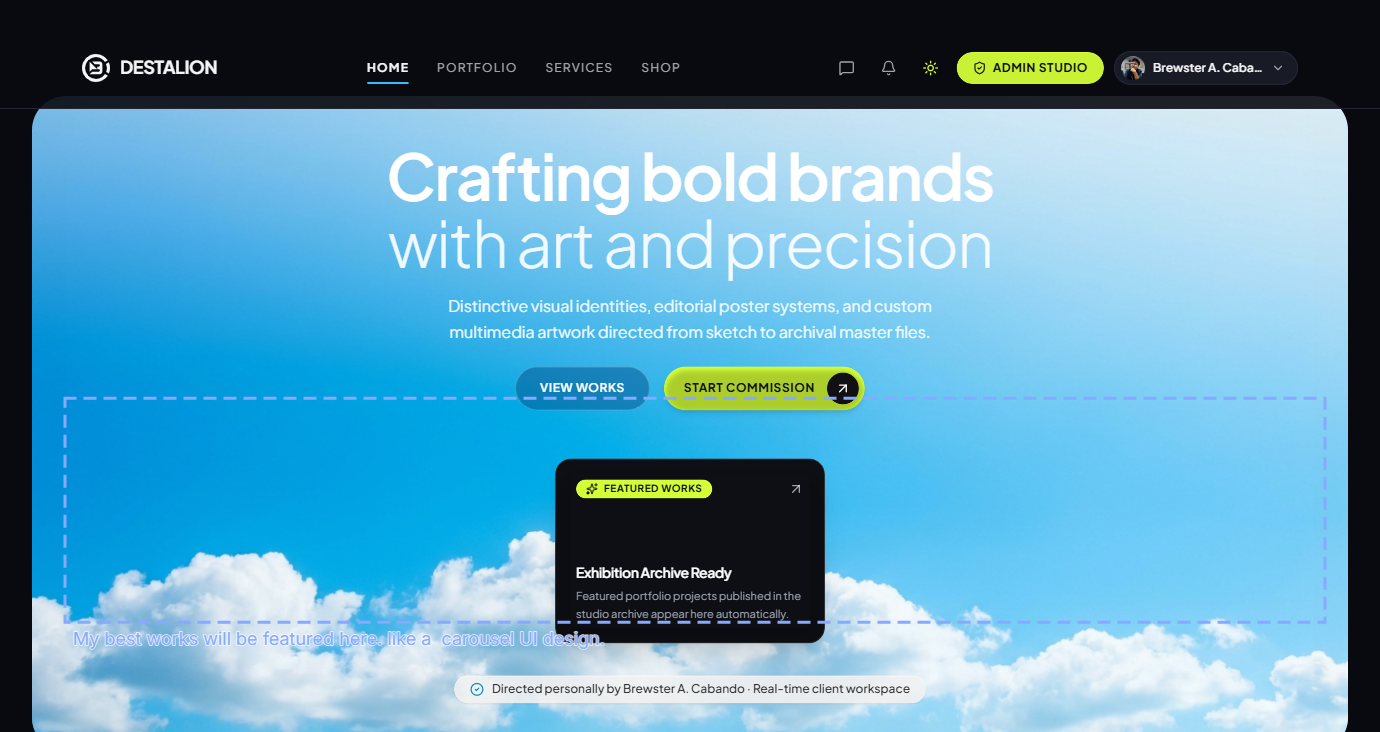 DESTALION
HOME PORTFOLIO SERVICES SHOP
ADMIN STUDIO
Brewster A. Caba...
Crafting bold brands
with art and precision
Distinctive visual identities, editorial poster systems, and custom
multimedia artwork directed from sketch to archival master files.
VIEW WORKS
START COMMISSION
FEATURED WORKS
Exhibition Archive Ready
Featured portfolio projects published in the
studio archive appear here automatically.
My best works will be featured here. like a carousel UI design.
Directed personally by Brewster A. Cabando · Real-time client workspace